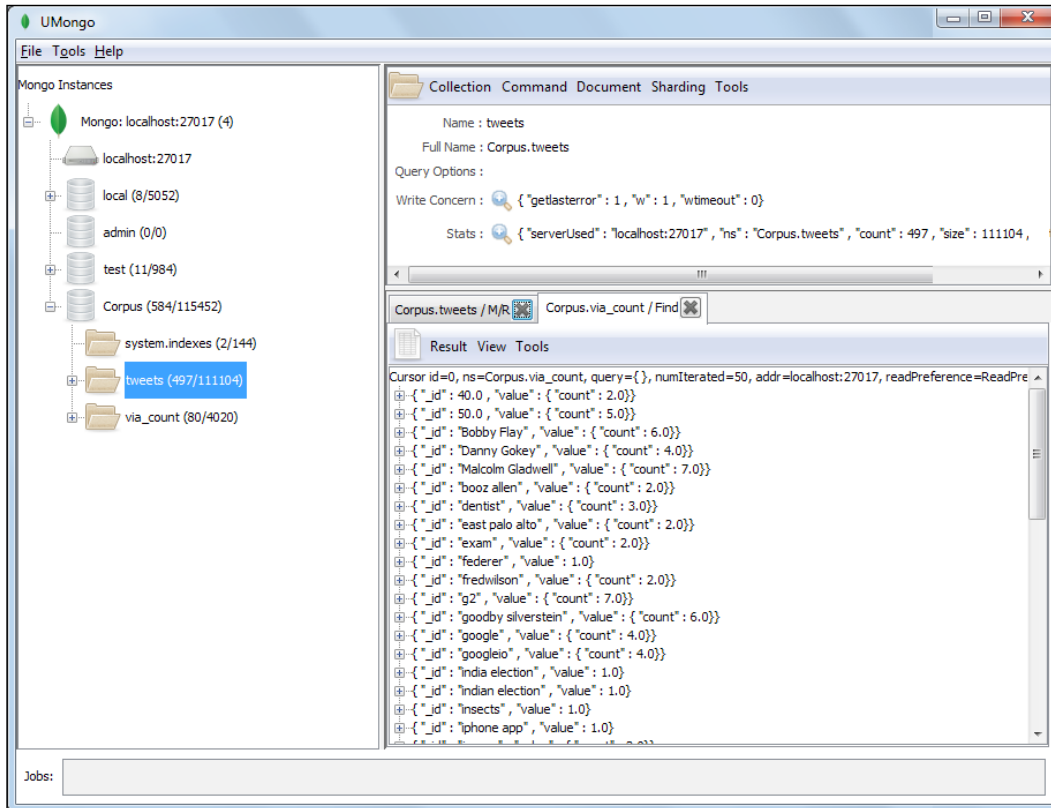 UMongo
File Tools Help
Mongo Instances
Mongo: localhost:27017 (4)
localhost:27017
local (8/5052)
admin (0/0)
test (11/984)
Corpus (584/115452)
system.indexes (2/144)
tweets (497/111104)
via_count (80/4020)
Collection Command Document Sharding Tools
Name : tweets
Full Name : Corpus.tweets
Query Options :
Write Concern : { "getlasterror" : 1 , "w" : 1 , "wtimeout" : 0}
Stats : { "serverUsed" : "localhost:27017" , "ns" : "Corpus.tweets" , "count" : 497 , "size" : 111104 ,
Corpus.tweets / M/R Corpus.via_count / Find
Result View Tools
Cursor id=0, ns=Corpus.via_count, query={ }, numIterated=50, addr=localhost:27017, readPreference=ReadPre
{ "_id" : 40.0 , "value" : { "count" : 2.0}}
{ "_id" : 50.0 , "value" : { "count" : 5.0}}
{ "_id" : "Bobby Flay" , "value" : { "count" : 6.0}}
{ "_id" : "Danny Gokey" , "value" : { "count" : 4.0}}
{ "_id" : "Malcolm Gladwell" , "value" : { "count" : 7.0}}
{ "_id" : "booz allen" , "value" : { "count" : 2.0}}
{ "_id" : "dentist" , "value" : { "count" : 3.0}}
{ "_id" : "east palo alto" , "value" : { "count" : 2.0}}
{ "_id" : "exam" , "value" : { "count" : 2.0}}
{ "_id" : "federer" , "value" : 1.0}
{ "_id" : "fredwilson" , "value" : { "count" : 2.0}}
{ "_id" : "g2" , "value" : { "count" : 7.0}}
{ "_id" : "goodby silverstein" , "value" : { "count" : 6.0}}
{ "_id" : "google" , "value" : { "count" : 4.0}}
{ "_id" : "googleio" , "value" : { "count" : 4.0}}
{ "_id" : "india election" , "value" : 1.0}
{ "_id" : "indian election" , "value" : 1.0}
{ "_id" : "insects" , "value" : 1.0}
{ "_id" : "iphone app" , "value" : 1.0}
Jobs: